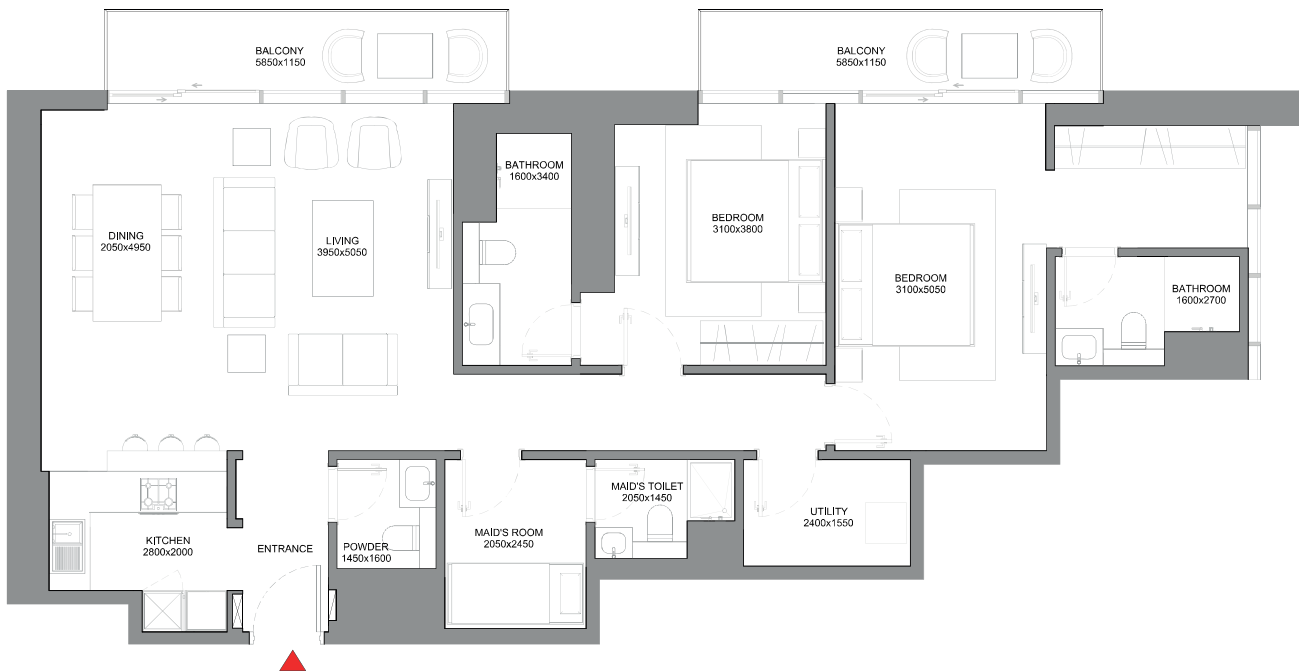 BALCONY
5850x1150
BALCONY
5850x1150
BATHROOM
1600x3400
BEDROOM
3100x3800
DINING
2050x4950
LIVING
3950x5050
BEDROOM
3100x5050
BATHROOM
1600x2700
MAID'S TOILET
2050x1450
UTILITY
2400x1550
KITCHEN
2800x2000
ENTRANCE
POWDER
1450x1600
MAID'S ROOM
2050x2450